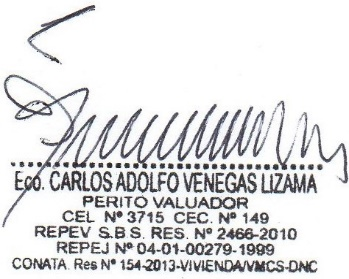 Eco. CARLOS ADOLFO VENEGAS LIZAMA
PERITO VALUADOR
CEL Nº 3715 CEC. Nº 149
REPEV S.B.S. RES. Nº 2466-2010
REPEJ Nº 04-01-00279-1999
CONATA. Res Nº 154-2013-VIVIENDA/VMCS-DNC